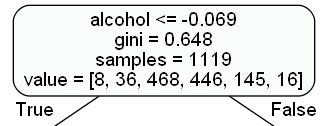 alcohol <= -0.069
gini = 0.648
samples = 1119
value = [8, 36, 468, 446, 145, 16]
True False